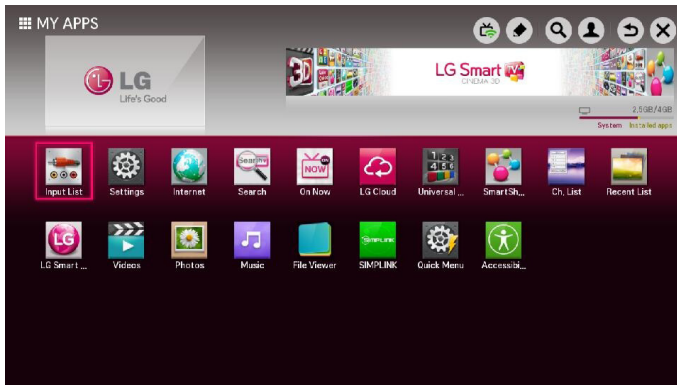 MY APPS
LG
Life's Good
3D
LG Smart TV
CINEMA 3D
2.5GB/4GB
System Installed apps
Input List
Settings
Internet
Search
On Now
LG Cloud
Universal ...
SmartSh...
Ch. List
Recent List
LG Smart ...
Videos
Photos
Music
File Viewer
SIMPLINK
Quick Menu
Accessibi...